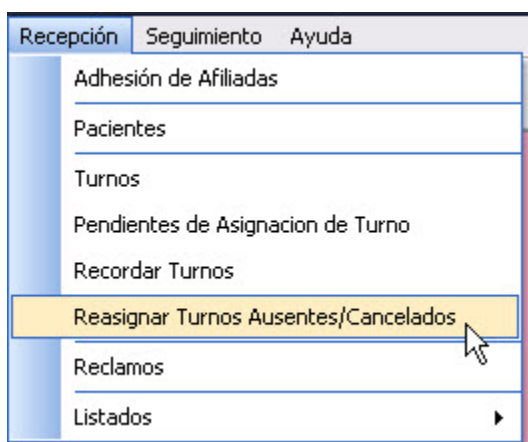 Recepción Seguimiento Ayuda
Adhesión de Afiliadas
Pacientes
Turnos
Pendientes de Asignacion de Turno
Recordar Turnos
Reasignar Turnos Ausentes/Cancelados
Reclamos
Listados